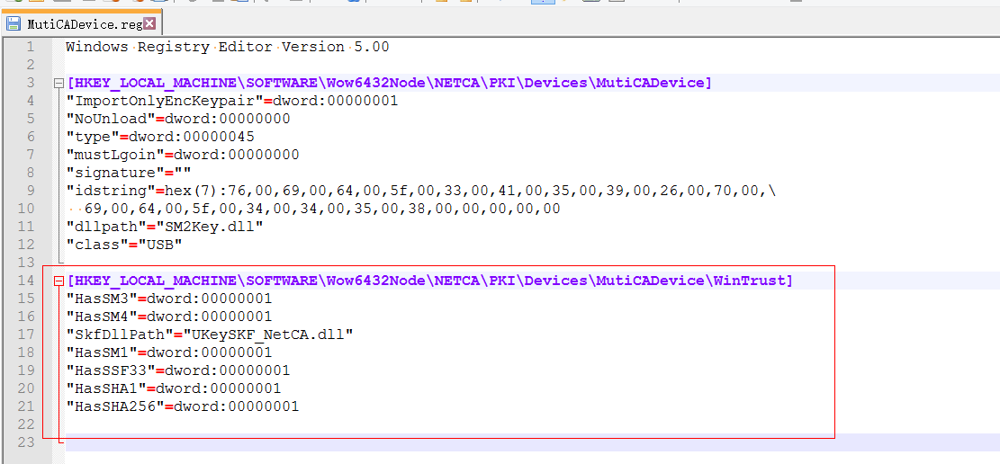 MutiCADevice.reg
1 Windows Registry Editor Version 5.00
2
3 [HKEY_LOCAL_MACHINE\SOFTWARE\Wow6432Node\NETCA\PKI\Devices\MutiCADevice]
4 "ImportOnlyEncKeypair"=dword:00000001
5 "NoUnload"=dword:00000000
6 "type"=dword:00000045
7 "mustLgoin"=dword:00000000
8 "signature"=""
9 "idstring"=hex(7):76,00,69,00,64,00,5f,00,33,00,41,00,35,00,39,00,26,00,70,00,\
10 69,00,64,00,5f,00,34,00,34,00,35,00,38,00,00,00,00,00
11 "dllpath"="SM2Key.dll"
12 "class"="USB"
13
14 [HKEY_LOCAL_MACHINE\SOFTWARE\Wow6432Node\NETCA\PKI\Devices\MutiCADevice\WinTrust]
15 "HasSM3"=dword:00000001
16 "HasSM4"=dword:00000001
17 "SkfDllPath"="UKeySKF_NetCA.dll"
18 "HasSM1"=dword:00000001
19 "HasSSF33"=dword:00000001
20 "HasSHA1"=dword:00000001
21 "HasSHA256"=dword:00000001
22
23